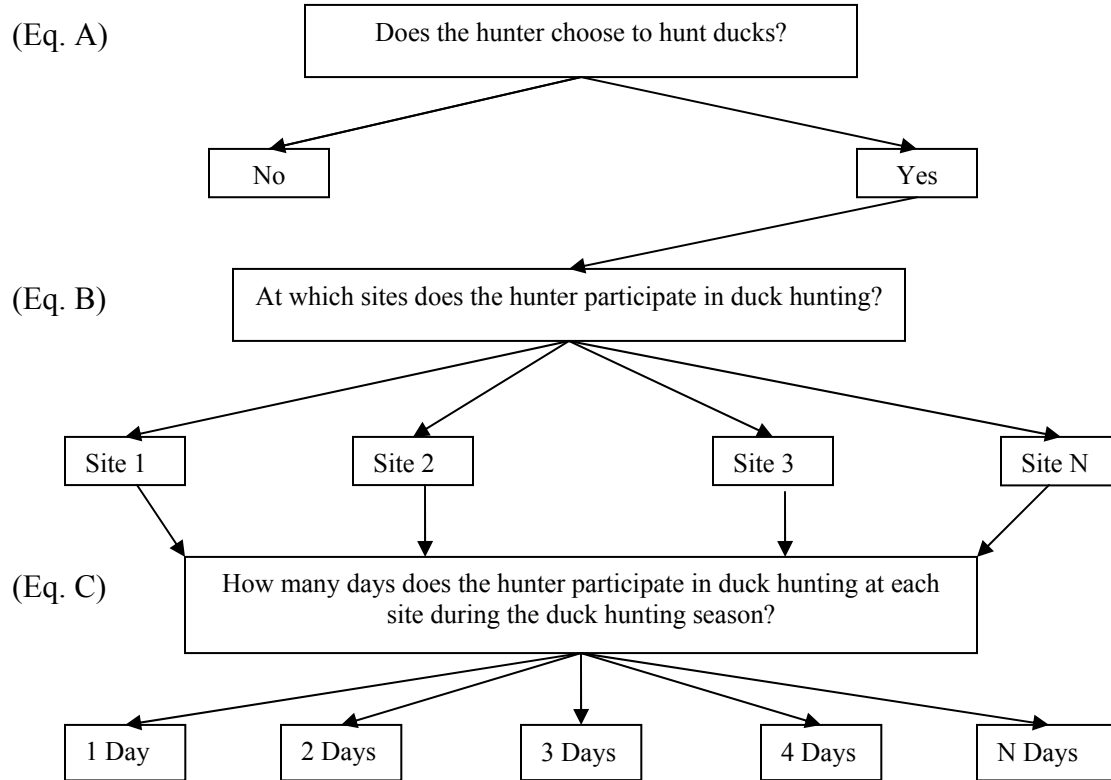 (Eq. A)
Does the hunter choose to hunt ducks?
No
Yes
(Eq. B)
At which sites does the hunter participate in duck hunting?
Site 1
Site 2
Site 3
Site N
(Eq. C)
How many days does the hunter participate in duck hunting at each
site during the duck hunting season?
1 Day
2 Days
3 Days
4 Days
N Days